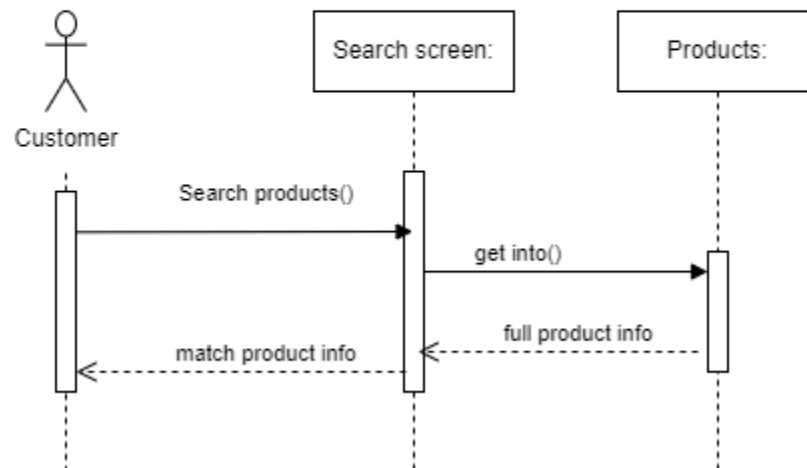 Search screen:
Products:
Customer
Search products()
get into()
full product info
match product info